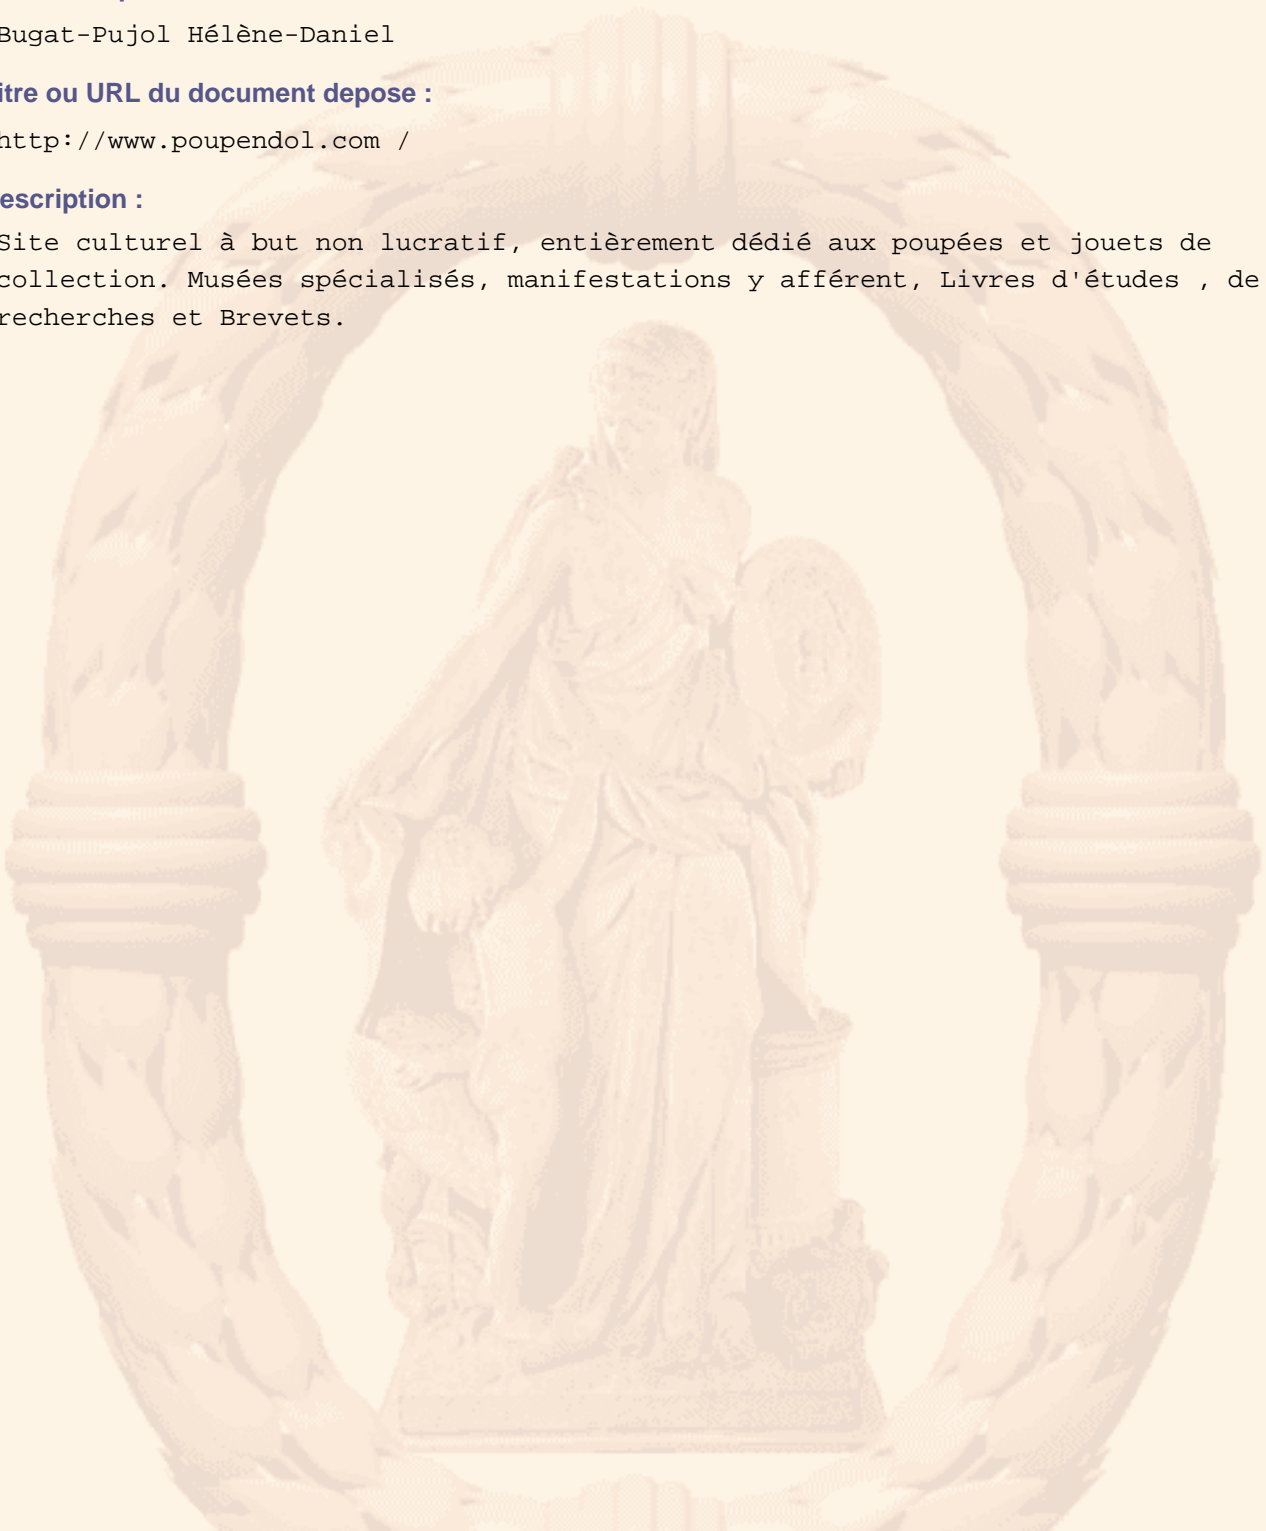 Bugat-Pujol Hélène-Daniel
itre ou URL du document depose :
http://www.poupendol.com /
escription :
Site culturel à but non lucratif, entièrement dédié aux poupées et jouets de
collection. Musées spécialisés, manifestations y afférent, Livres d'études , de
recherches et Brevets.